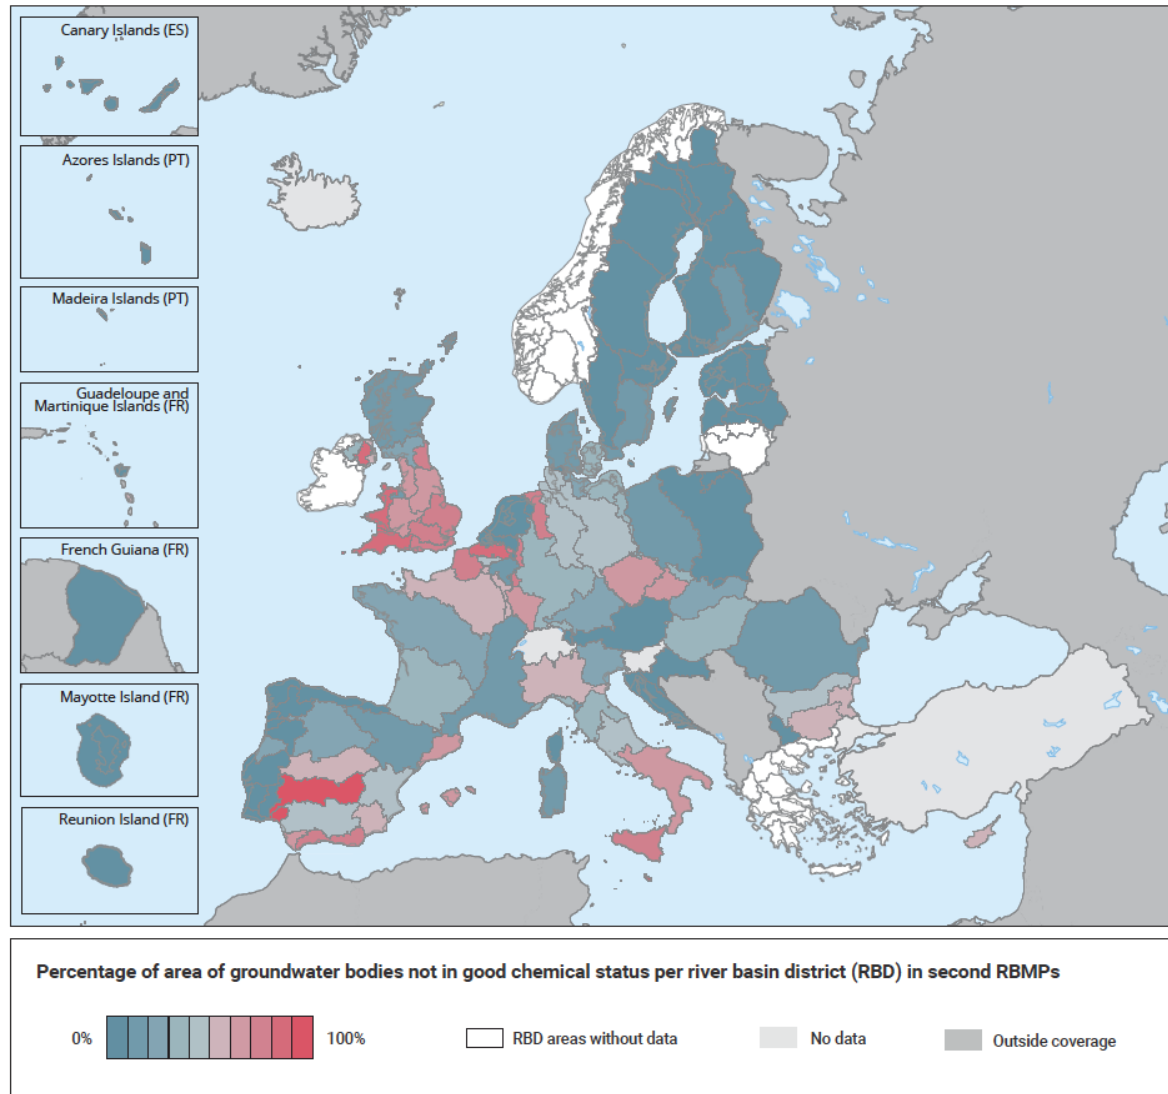 Canary Islands (ES)
Azores Islands (PT)
Madeira Islands (PT)
Guadeloupe and
Martinique Islands (FR)
French Guiana (FR)
Mayotte Island (FR)
Reunion Island (FR)
Percentage of area of groundwater bodies not in good chemical status per river basin district (RBD) in second RBMPs
0%
100%
RBD areas without data
No data
Outside coverage